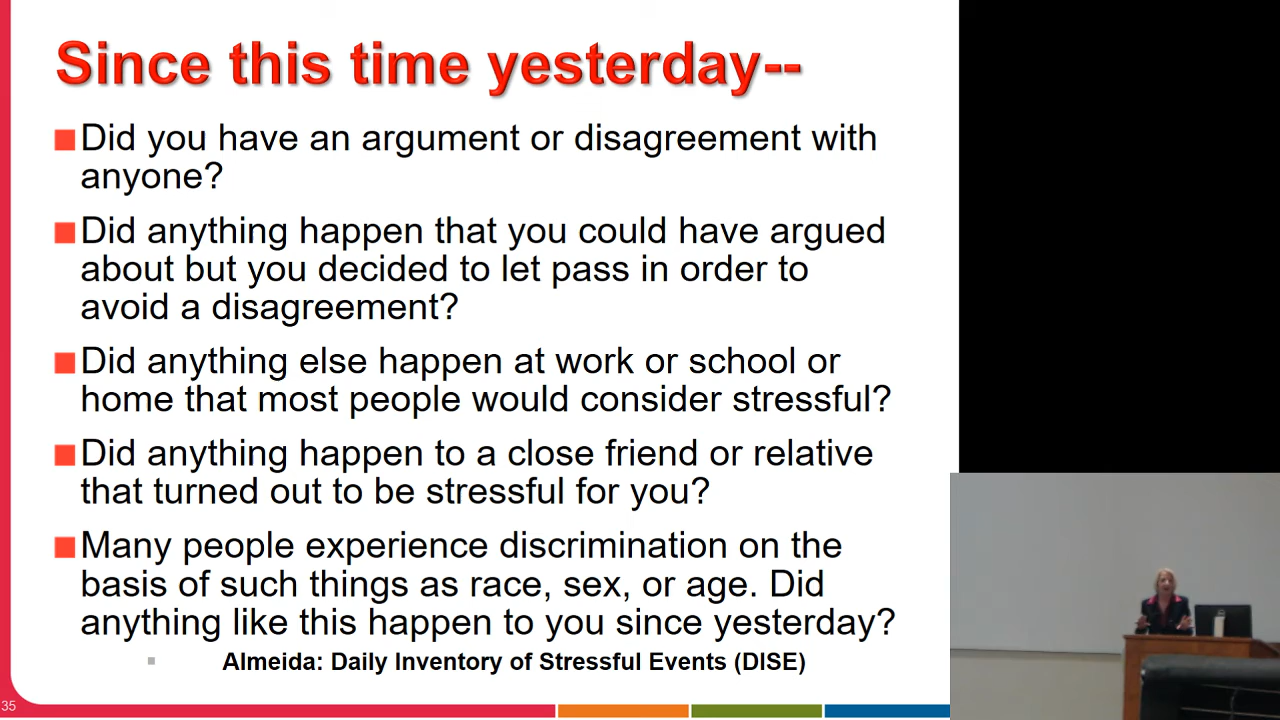 Since this time yesterday--
Did you have an argument or disagreement with
anyone?
Did anything happen that you could have argued
about but you decided to let pass in order to
avoid a disagreement?
Did anything else happen at work or school or
home that most people would consider stressful?
Did anything happen to a close friend or relative
that turned out to be stressful for you?
Many people experience discrimination on the
basis of such things as race, sex, or age. Did
anything like this happen to you since yesterday?
Almeida: Daily Inventory of Stressful Events (DISE)
35